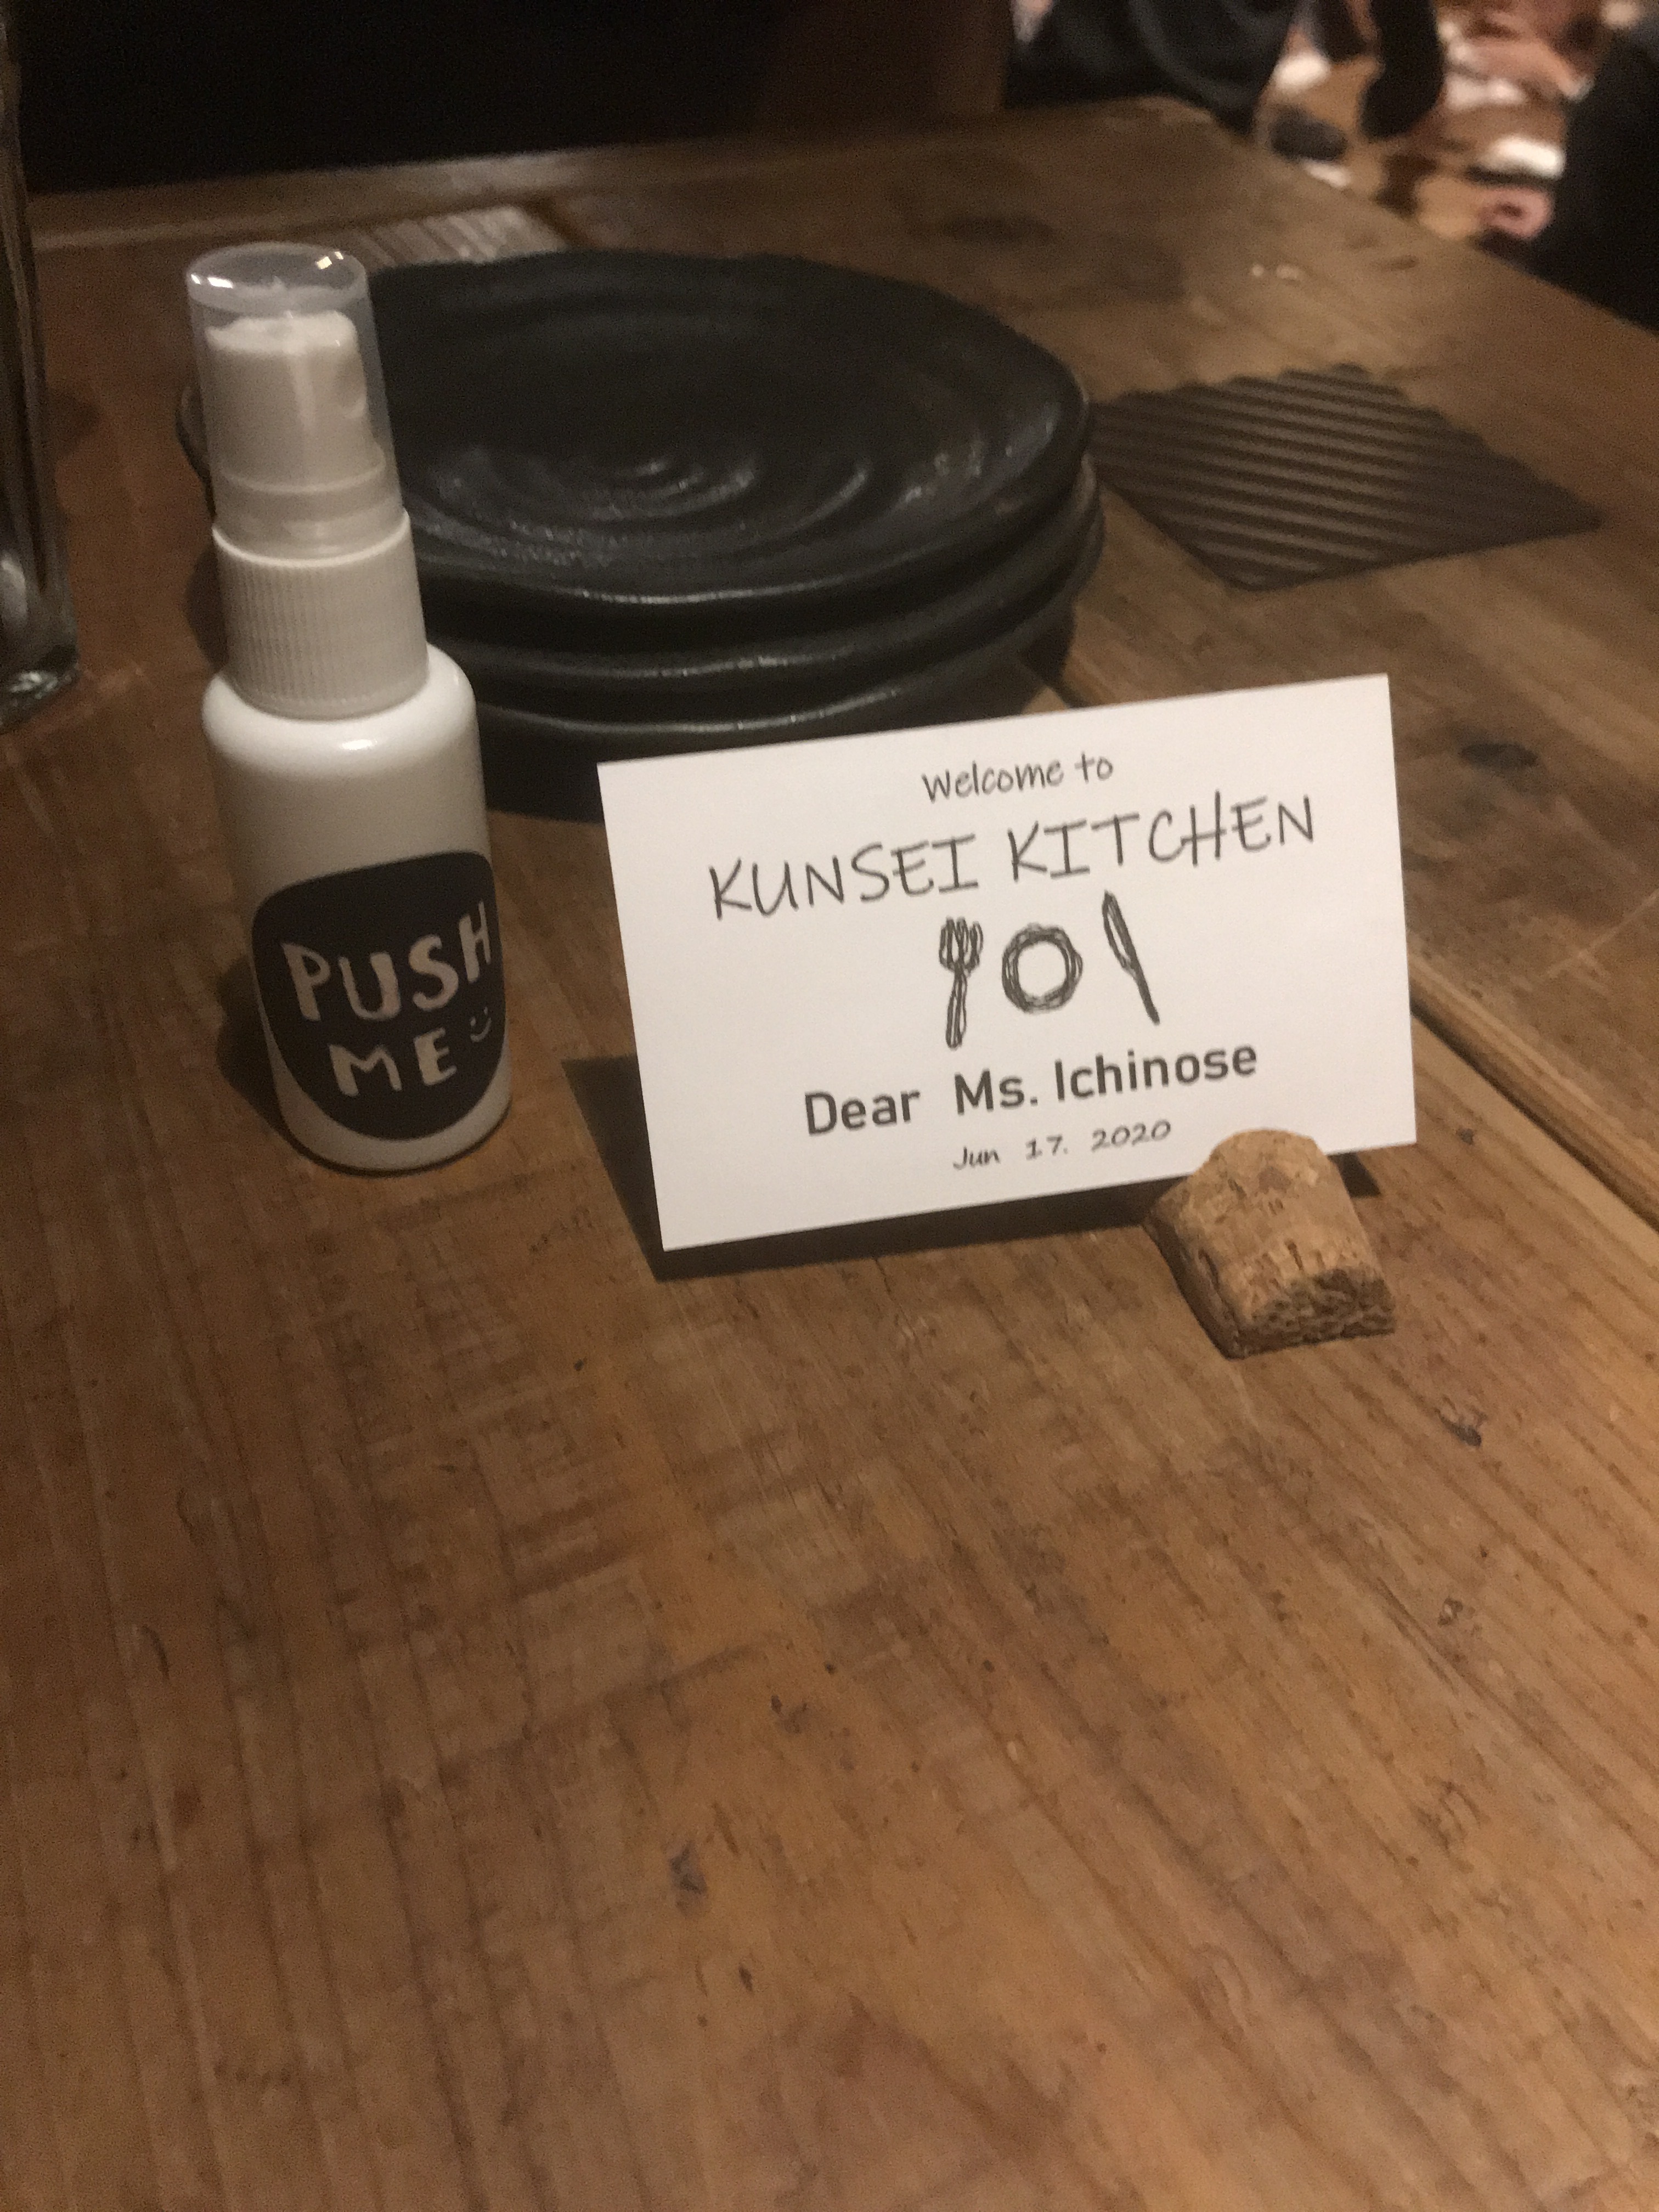 PUSH
ME
Welcome to
KUNSEI KITCHEN
Dear Ms. Ichinose
Jun 17. 2020